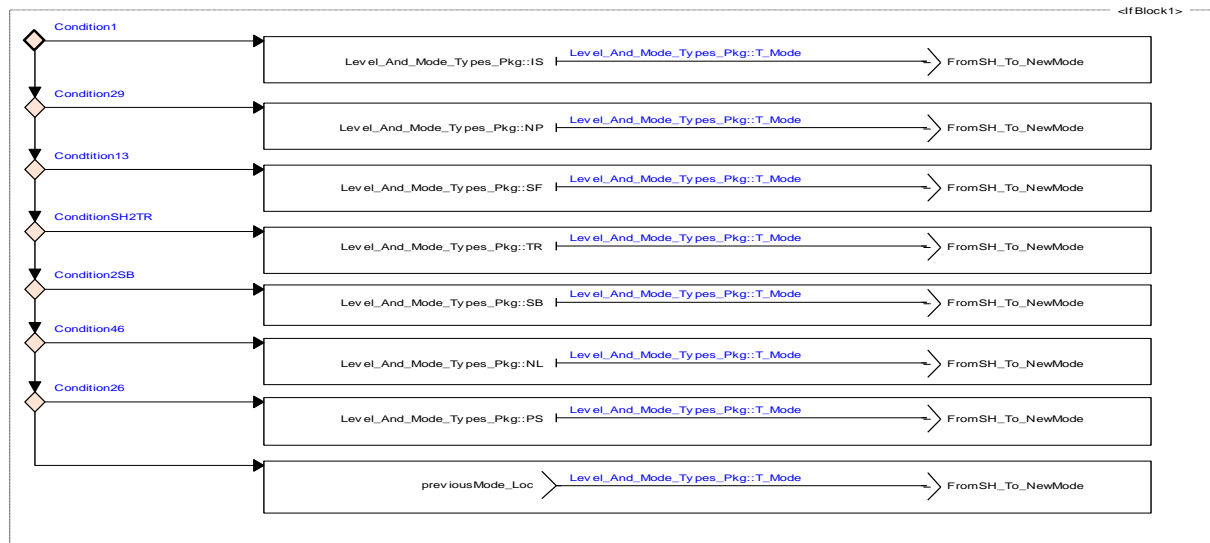 <IfBlock1>
Condition1
Level_And_Mode_Types_Pkg::IS Level_And_Mode_Types_Pkg::T_Mode FromSH_To_NewMode
Condition29
Level_And_Mode_Types_Pkg::NP Level_And_Mode_Types_Pkg::T_Mode FromSH_To_NewMode
Condtition13
Level_And_Mode_Types_Pkg::SF Level_And_Mode_Types_Pkg::T_Mode FromSH_To_NewMode
ConditionSH2TR
Level_And_Mode_Types_Pkg::TR Level_And_Mode_Types_Pkg::T_Mode FromSH_To_NewMode
Condition2SB
Level_And_Mode_Types_Pkg::SB Level_And_Mode_Types_Pkg::T_Mode FromSH_To_NewMode
Condition46
Level_And_Mode_Types_Pkg::NL Level_And_Mode_Types_Pkg::T_Mode FromSH_To_NewMode
Condition26
Level_And_Mode_Types_Pkg::PS Level_And_Mode_Types_Pkg::T_Mode FromSH_To_NewMode
previousMode_Loc Level_And_Mode_Types_Pkg::T_Mode FromSH_To_NewMode